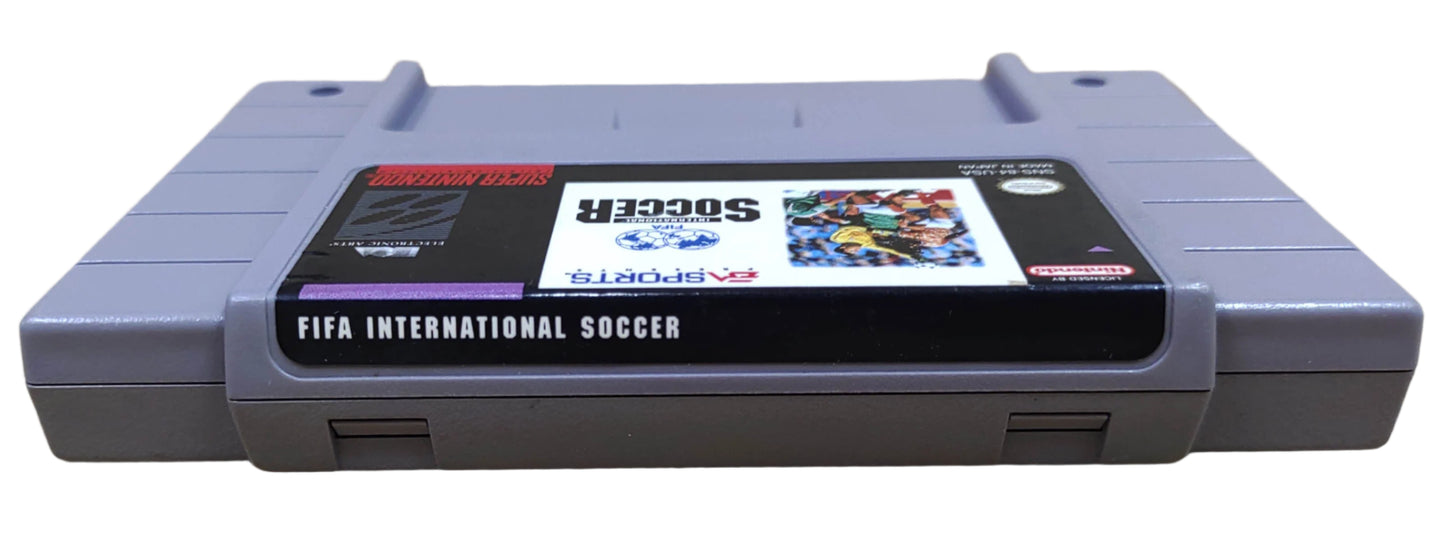 FIFA INTERNATIONAL SOCCER
SUPER NINTENDO
ELECTRONIC ARTS®
EA SPORTS™
FIFA
INTERNATIONAL
SOCCER
SNS-84-USA
MADE IN JAPAN
LICENSED BY
Nintendo